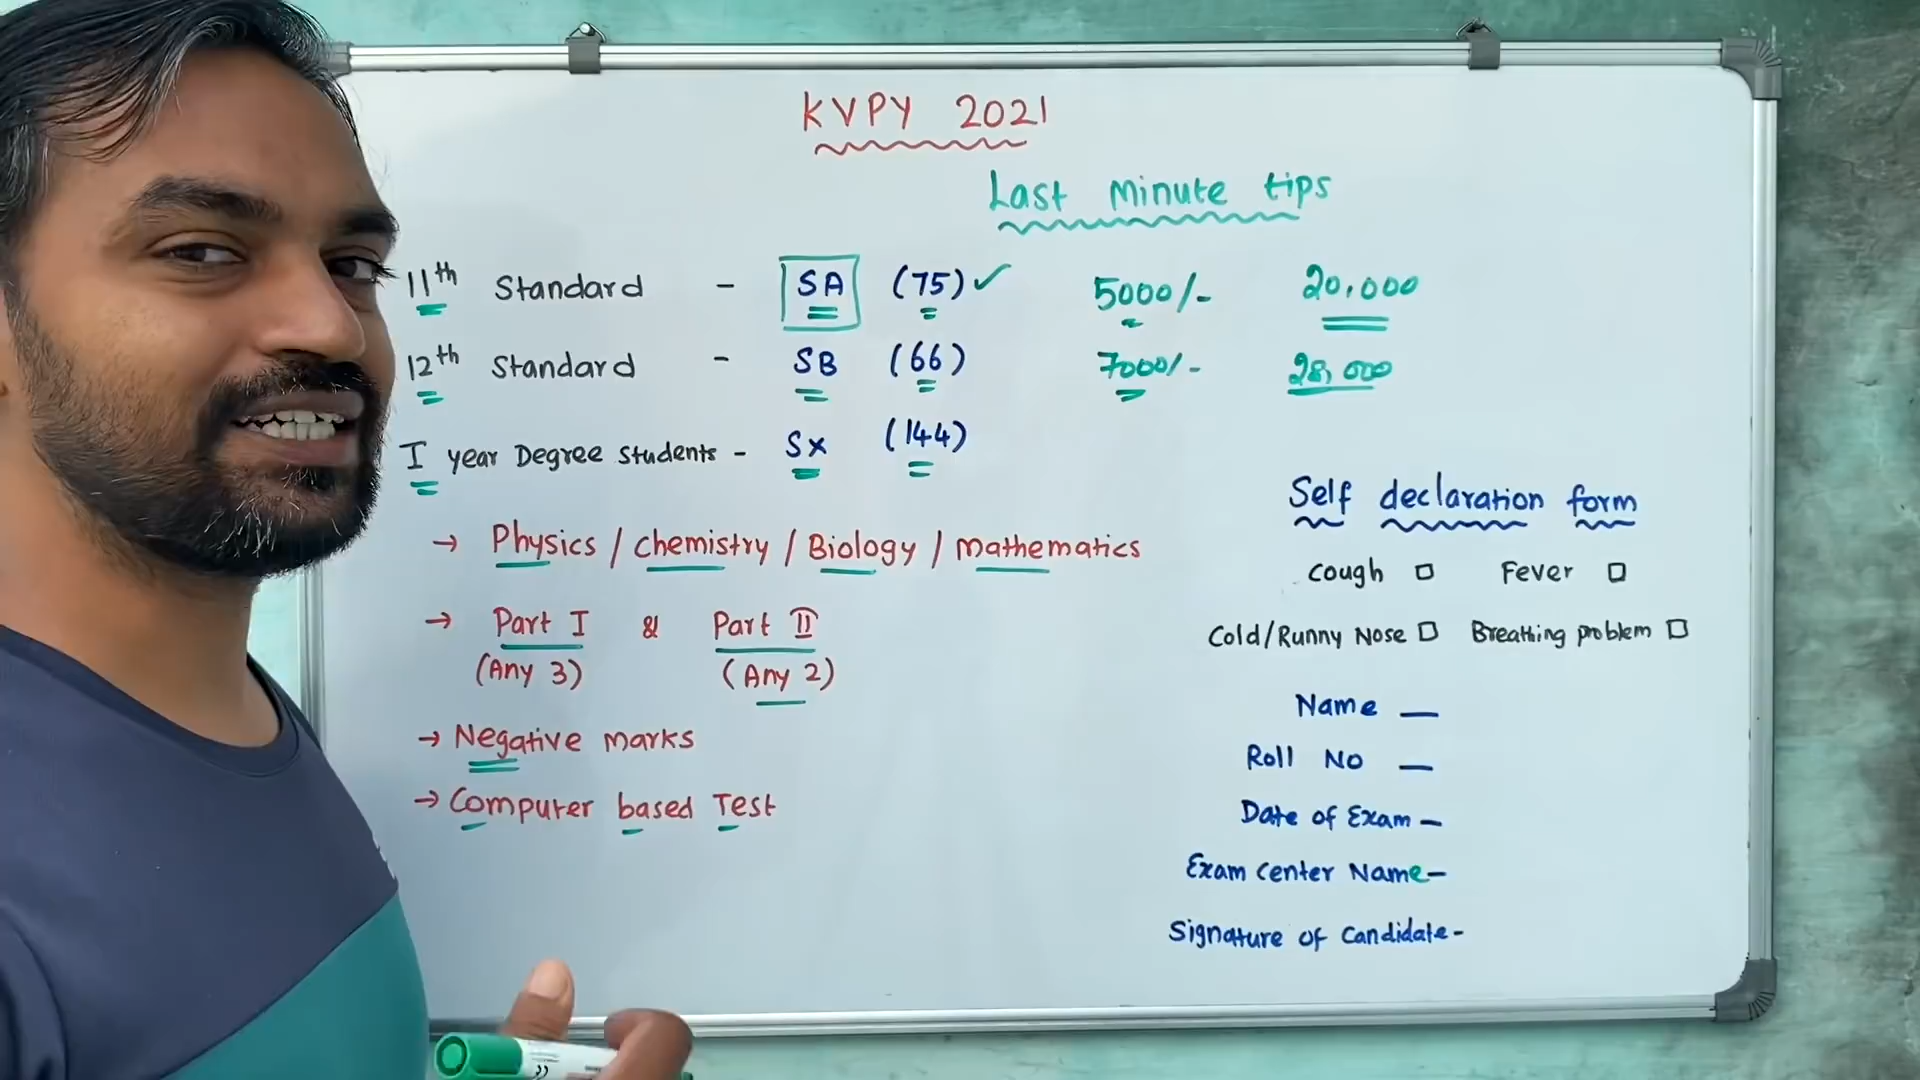 KVPY 2021
Last Minute tips
11th Standard - SA (75) ✓ 5000/- 20,000
12th Standard - SB (66) 7000/- 28,000
I year Degree students - SX (144)
→ Physics / chemistry / Biology / Mathematics
→ Part I & Part II
(Any 3) (Any 2)
→ Negative marks
→ Computer based Test
Self declaration form
Cough □ Fever □
Cold/Runny Nose □ Breathing problem □
Name —
Roll No —
Date of Exam —
Exam Center Name —
Signature of Candidate -